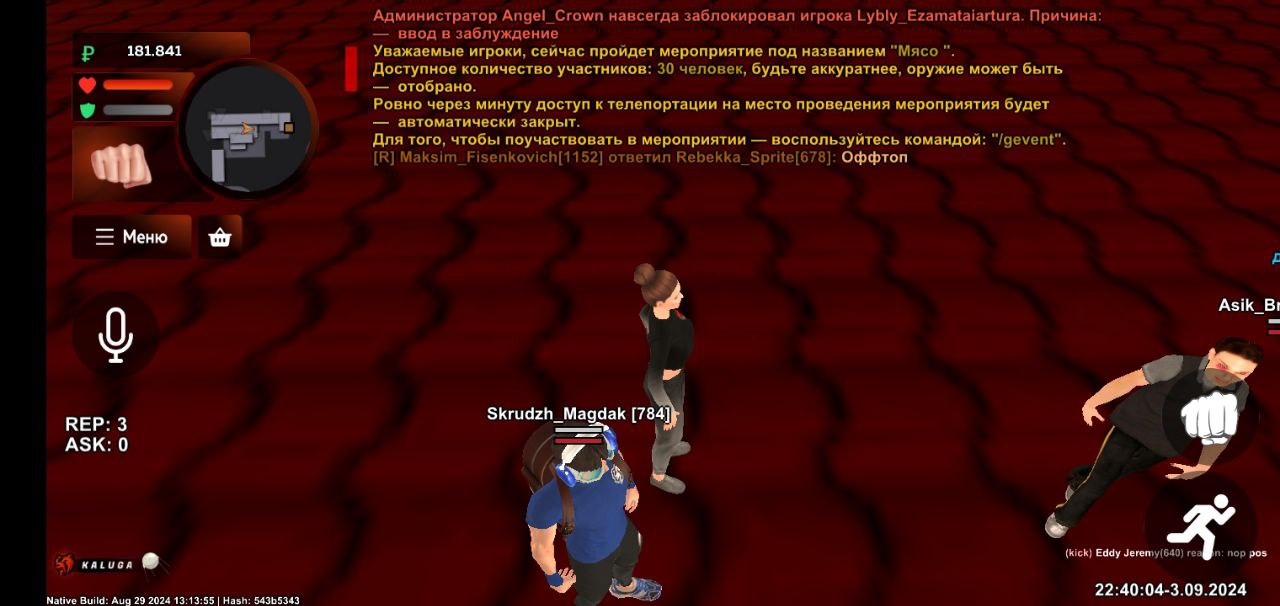 Администратор Angel_Crown навсегда заблокировал игрока Lybly_Ezamataiartura. Причина:
— ввод в заблуждение
Уважаемые игроки, сейчас пройдет мероприятие под названием "Мясо ".
Доступное количество участников: 30 человек, будьте аккуратнее, оружие может быть
— отобрано.
Ровно через минуту доступ к телепортации на место проведения мероприятия будет
— автоматически закрыт.
Для того, чтобы поучаствовать в мероприятии — воспользуйтесь командой: "/gevent".
[R] Maksim_Fisenkovich[1152] ответил Rebekka_Sprite[678]: Оффтоп
181.841
Меню
Asik_Br
Skrudzh_Magdak [784]
REP: 3
ASK: 0
(kick) Eddy Jeremy(640) reason: nop pos
KALUGA
22:40:04-3.09.2024
Native Build: Aug 29 2024 13:13:55 | Hash: 543b5343